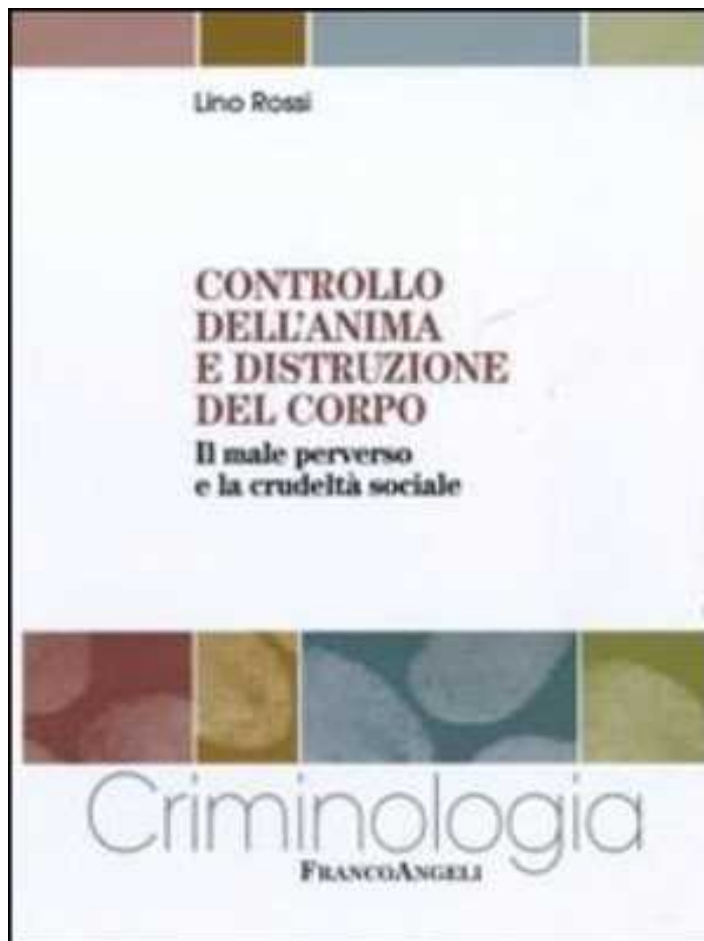 Lino Rossi
CONTROLLO
DELL'ANIMA
E DISTRUZIONE
DEL CORPO
Il male perverso
e la crudeltà sociale
Criminologia
FRANCOANGELI